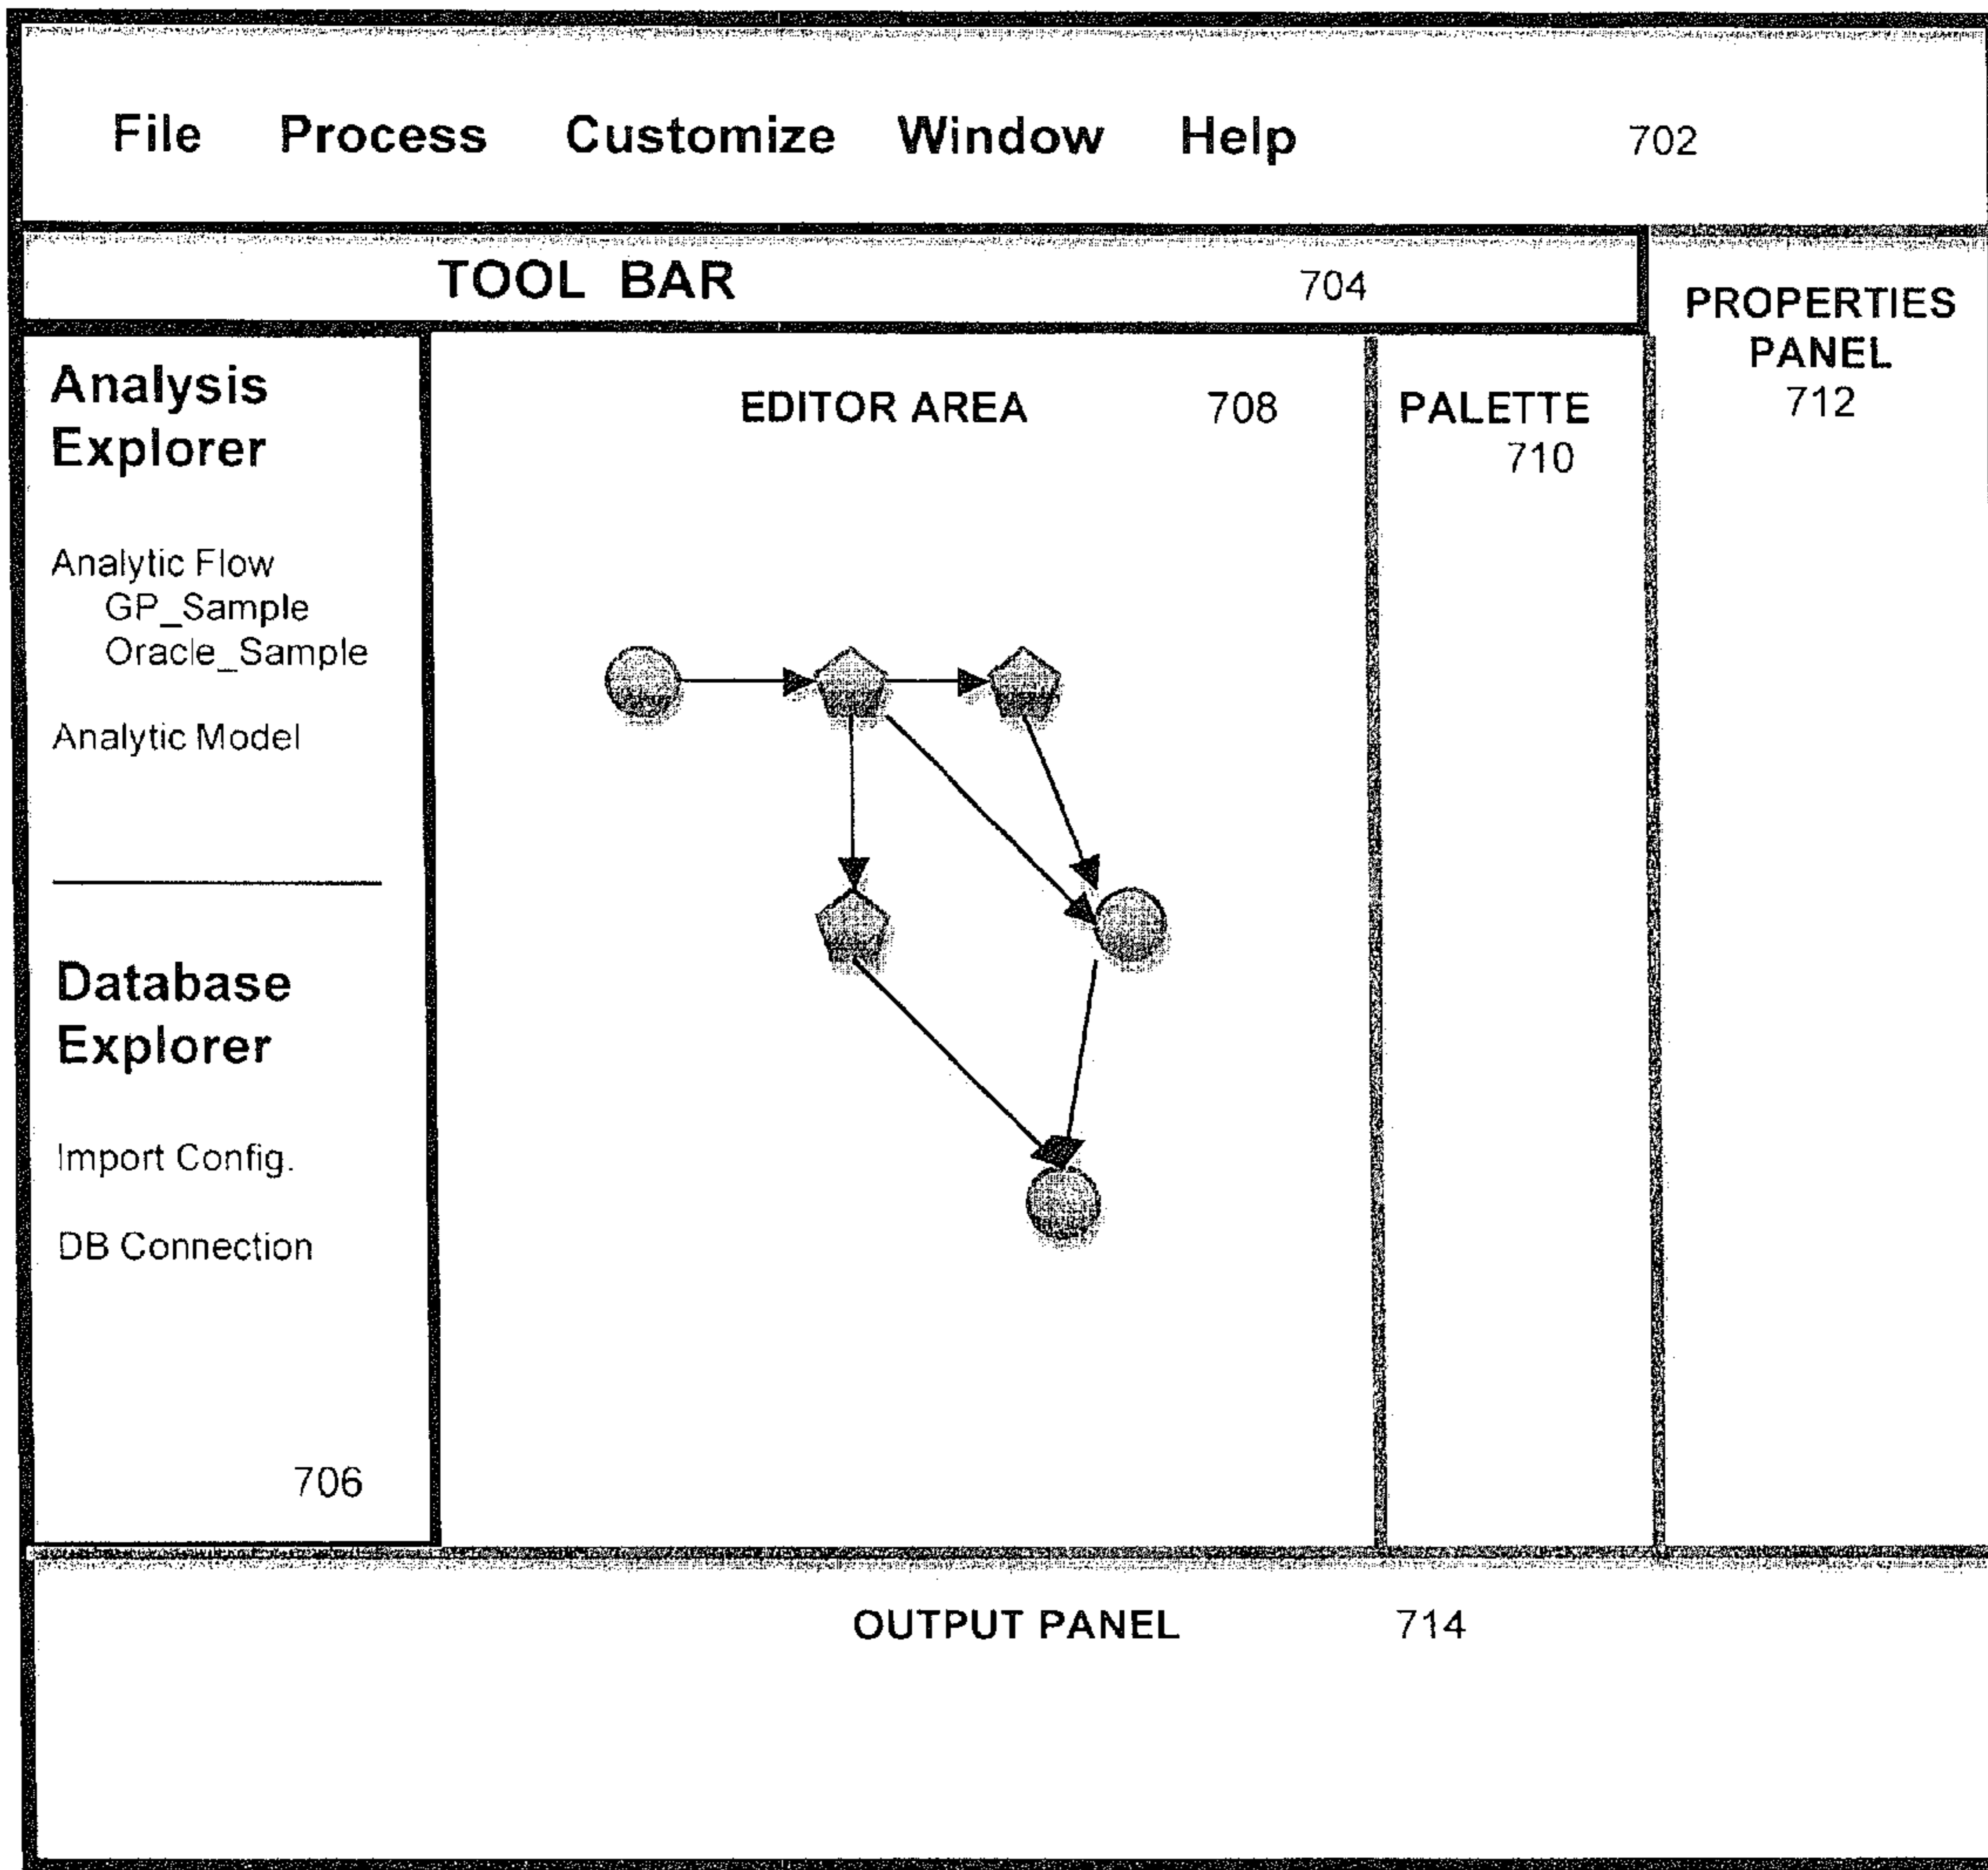 File Process Customize Window Help 702
TOOL BAR 704
PROPERTIES
PANEL
712
Analysis
Explorer
Analytic Flow
GP_Sample
Oracle_Sample
Analytic Model
Database
Explorer
Import Config.
DB Connection
706
EDITOR AREA 708
PALETTE
710
OUTPUT PANEL 714